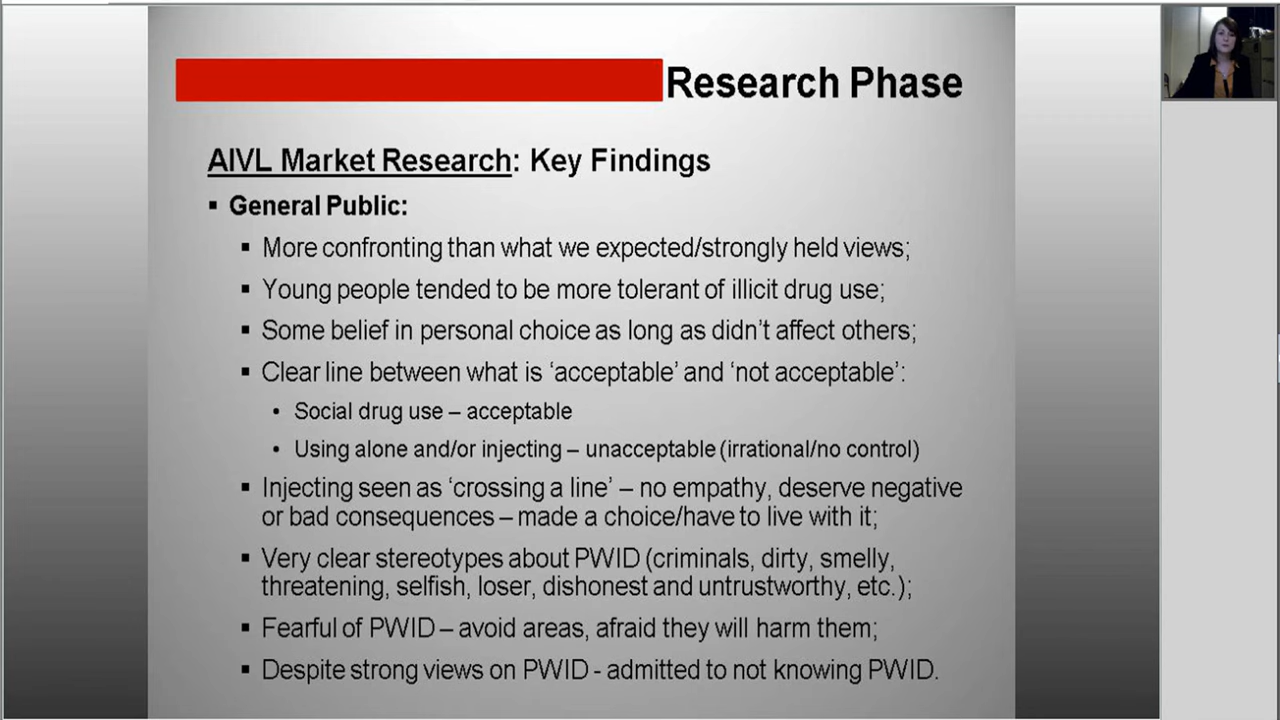 Research Phase
AIVL Market Research: Key Findings
▪ General Public:
▪ More confronting than what we expected/strongly held views;
▪ Young people tended to be more tolerant of illicit drug use;
▪ Some belief in personal choice as long as didn't affect others;
▪ Clear line between what is 'acceptable' and 'not acceptable':
• Social drug use – acceptable
• Using alone and/or injecting – unacceptable (irrational/no control)
▪ Injecting seen as 'crossing a line' – no empathy, deserve negative
or bad consequences – made a choice/have to live with it;
▪ Very clear stereotypes about PWID (criminals, dirty, smelly,
threatening, selfish, loser, dishonest and untrustworthy, etc.);
▪ Fearful of PWID – avoid areas, afraid they will harm them;
▪ Despite strong views on PWID - admitted to not knowing PWID.